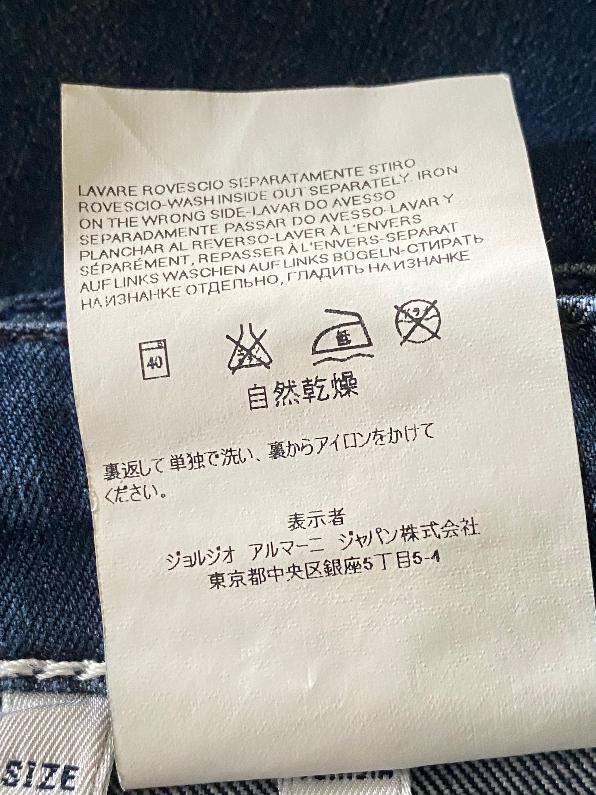 LAVARE ROVESCIO SEPARATAMENTE STIRO
ROVESCIO-WASH INSIDE OUT SEPARATELY. IRON
ON THE WRONG SIDE-LAVAR DO AVESSO
SEPARADAMENTE PASSAR DO AVESSO-LAVAR Y
PLANCHAR AL REVERSO-LAVER À L'ENVERS
SÉPARÉMENT, REPASSER À L'ENVERS-SEPARAT
AUF LINKS WASCHEN AUF LINKS BÜGELN-СТИРАТЬ
НА ИЗНАНКЕ ОТДЕЛЬНО, ГЛАДИТЬ НА ИЗНАНКЕ
40 低
自然乾燥
裏返して単独で洗い、裏からアイロンをかけて
ください。
表示者
ジョルジオ アルマーニ ジャパン株式会社
東京都中央区銀座5丁目5-4
SIZE